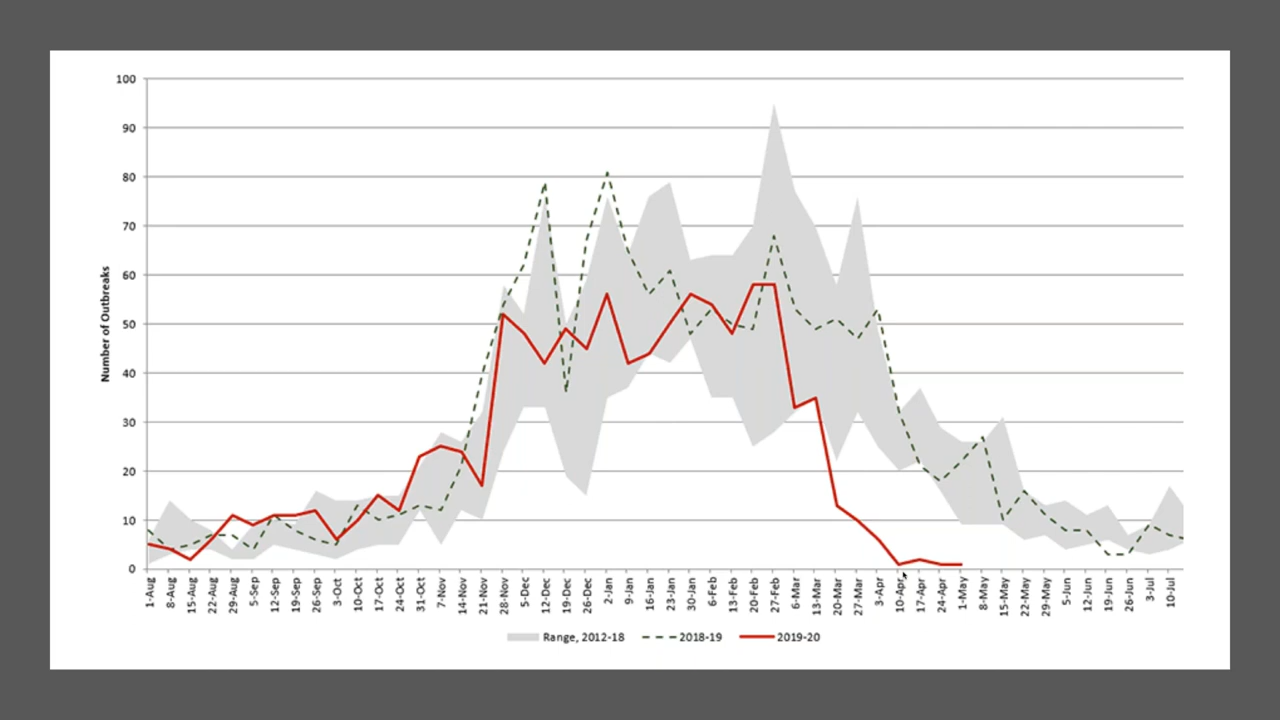 100
90
80
70
60
50
40
30
20
10
0
Number of Outbreaks
1-Aug
8-Aug
15-Aug
22-Aug
29-Aug
5-Sep
12-Sep
19-Sep
26-Sep
3-Oct
10-Oct
17-Oct
24-Oct
31-Oct
7-Nov
14-Nov
21-Nov
28-Nov
5-Dec
12-Dec
19-Dec
26-Dec
2-Jan
9-Jan
16-Jan
23-Jan
30-Jan
6-Feb
13-Feb
20-Feb
27-Feb
6-Mar
13-Mar
20-Mar
27-Mar
3-Apr
10-Apr
17-Apr
24-Apr
1-May
8-May
15-May
22-May
29-May
5-Jun
12-Jun
19-Jun
26-Jun
3-Jul
10-Jul
Range, 2012-18
2018-19
2019-20